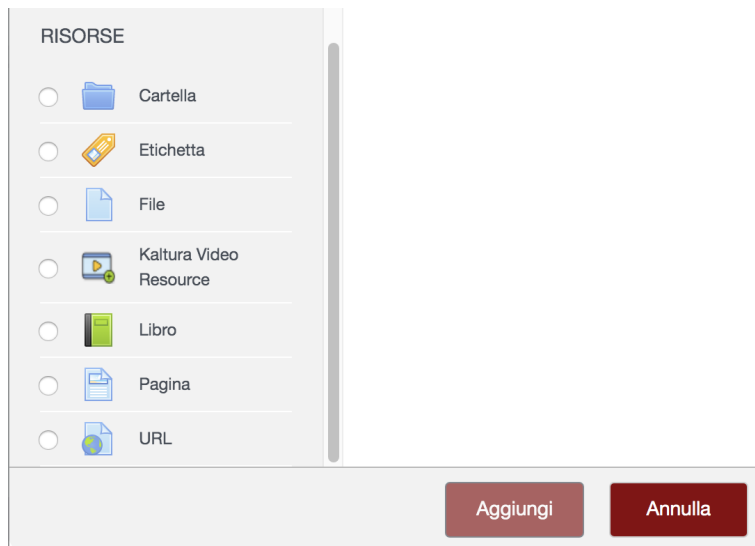 RISORSE
Cartella
Etichetta
File
Kaltura Video
Resource
Libro
Pagina
URL
Aggiungi
Annulla